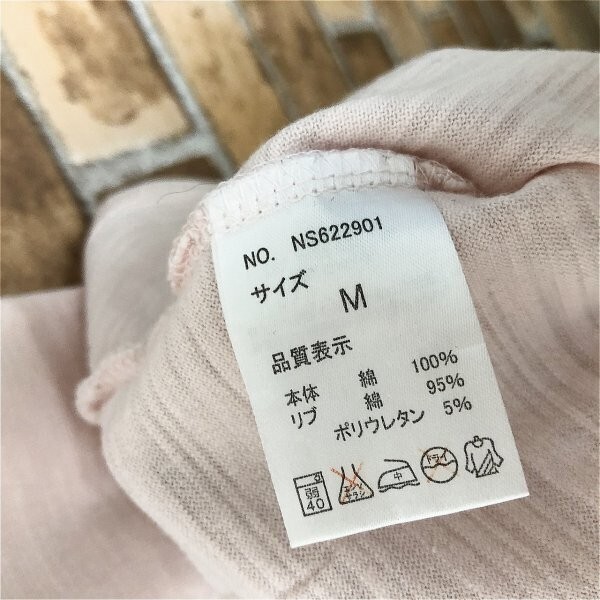 NO. NS622901
サイズ
M
品質表示
本体 綿 100%
リブ 綿 95%
ポリウレタン 5%
弱 中 ドライ
40